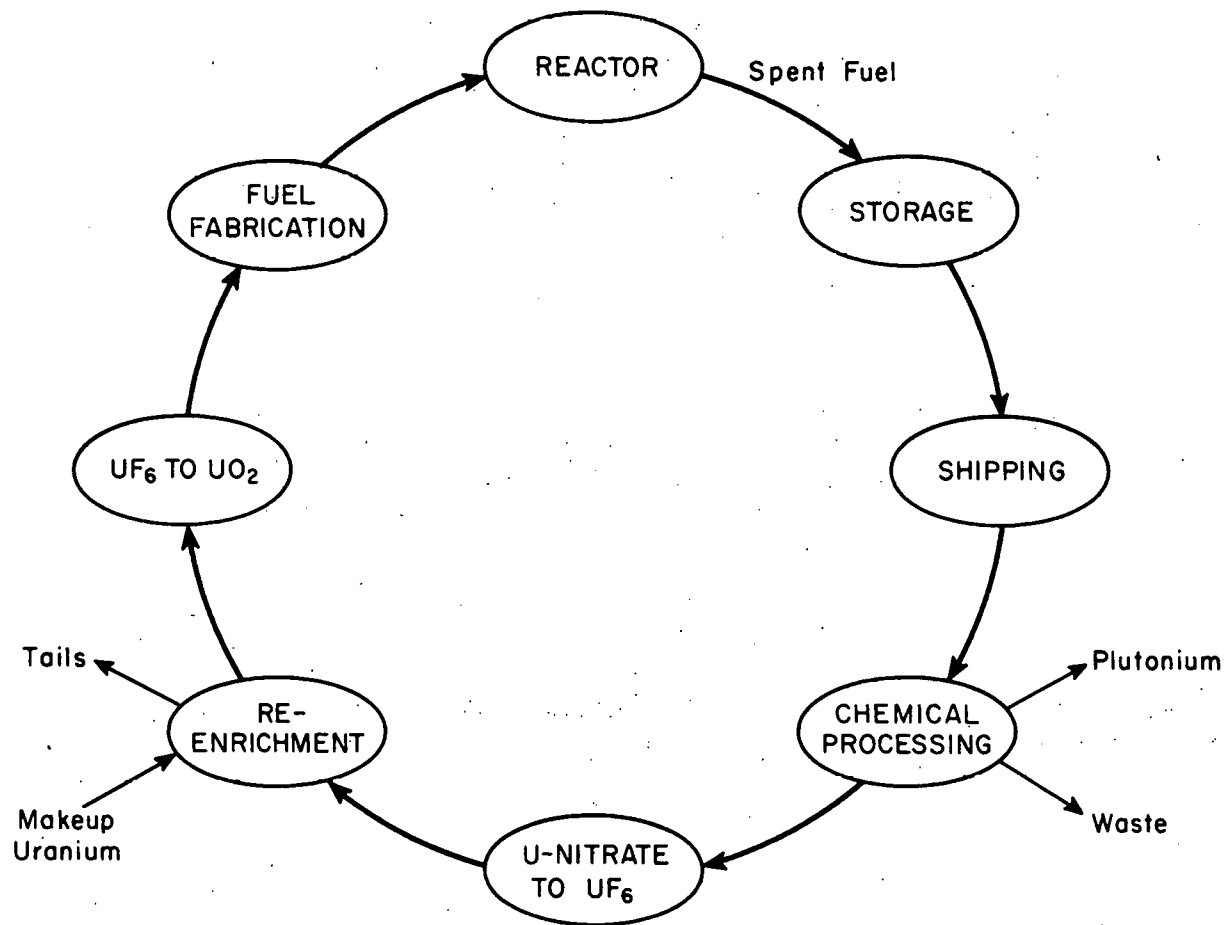 REACTOR
Spent Fuel
FUEL
FABRICATION
STORAGE
UF₆ TO UO₂
SHIPPING
Tails
Plutonium
RE-
ENRICHMENT
CHEMICAL
PROCESSING
Makeup
Uranium
Waste
U-NITRATE
TO UF₆